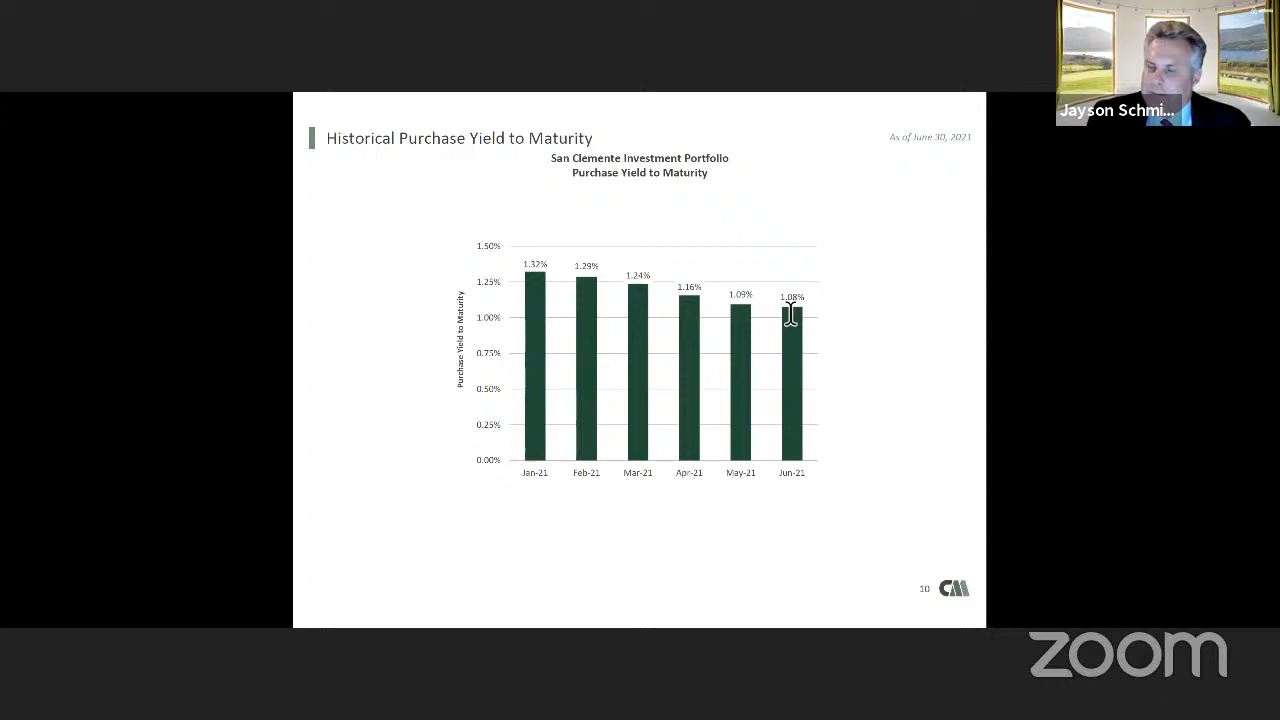 Jayson Schmi...
Historical Purchase Yield to Maturity
As of June 30, 2021
San Clemente Investment Portfolio
Purchase Yield to Maturity
Purchase Yield to Maturity
1.50%
1.25%
1.00%
0.75%
0.50%
0.25%
0.00%
1.32%
1.29%
1.24%
1.16%
1.09%
1.08%
Jan-21
Feb-21
Mar-21
Apr-21
May-21
Jun-21
10
CM
zoom